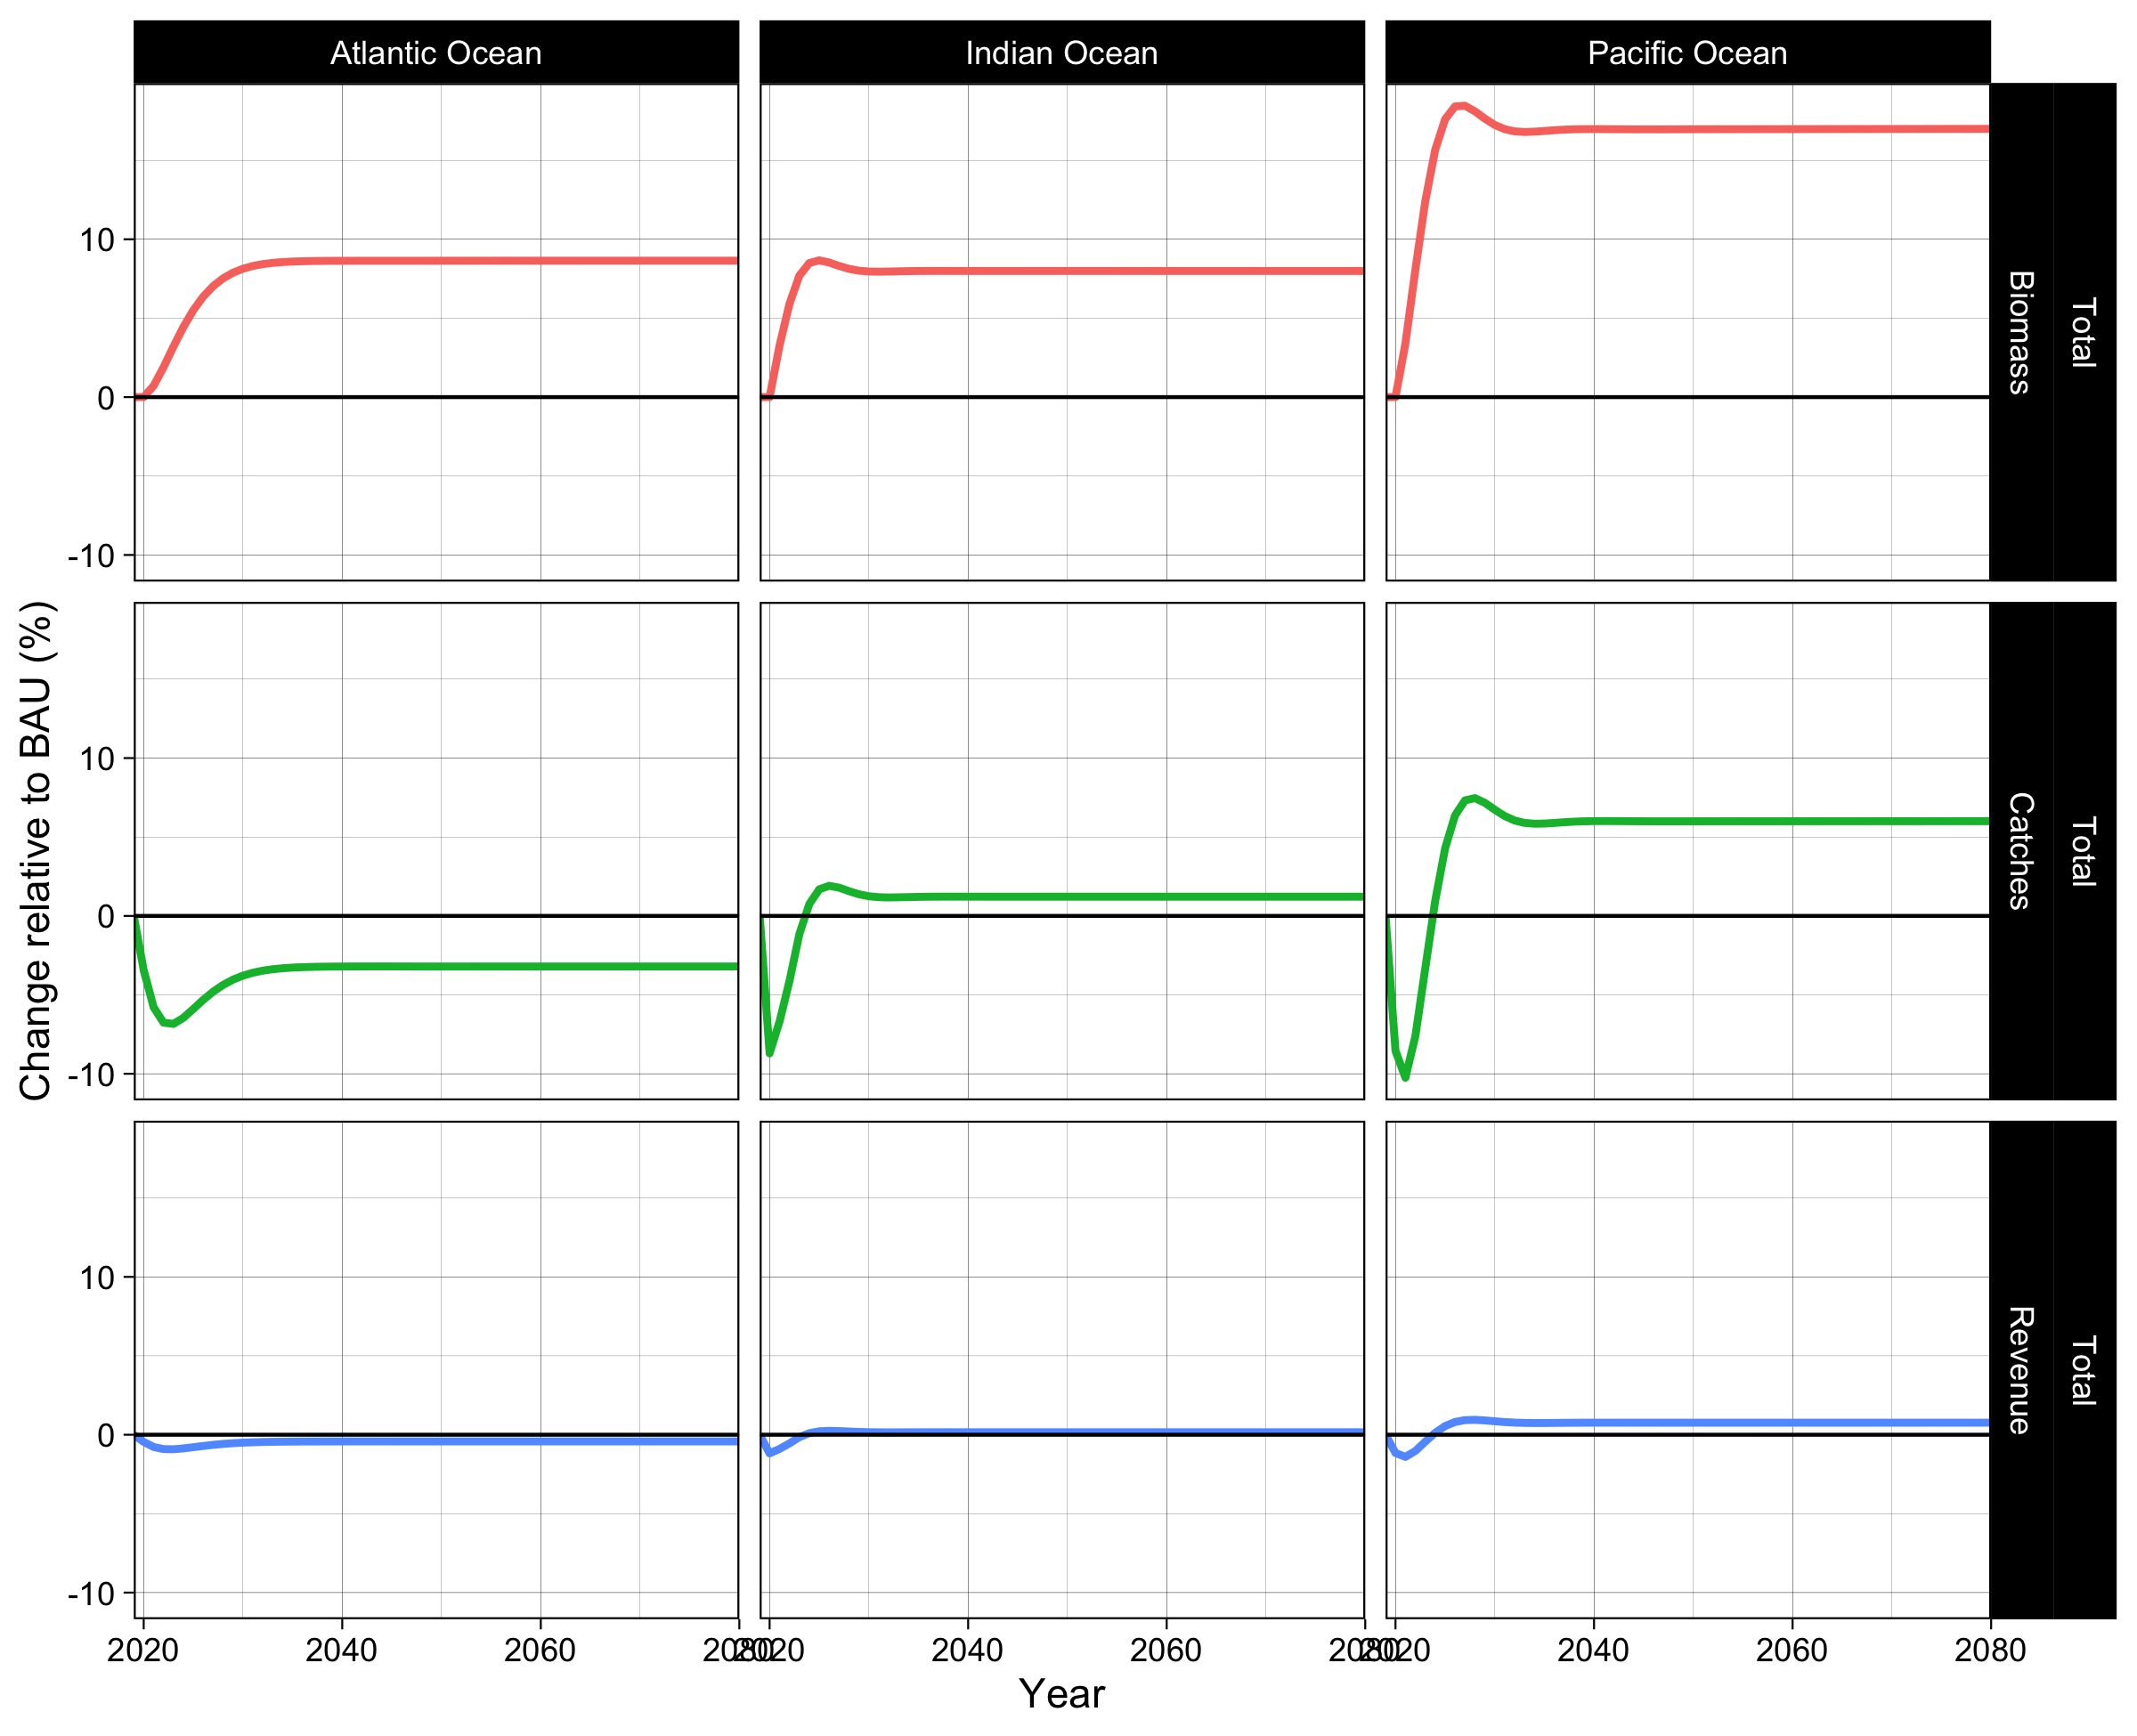 Atlantic Ocean
Indian Ocean
Pacific Ocean
10
0
-10
Total
Biomass
Change relative to BAU (%)
10
0
-10
Total
Catches
10
0
-10
Total
Revenue
2020
2040
2060
2080
2020
2040
2060
2080
2020
2040
2060
2080
Year